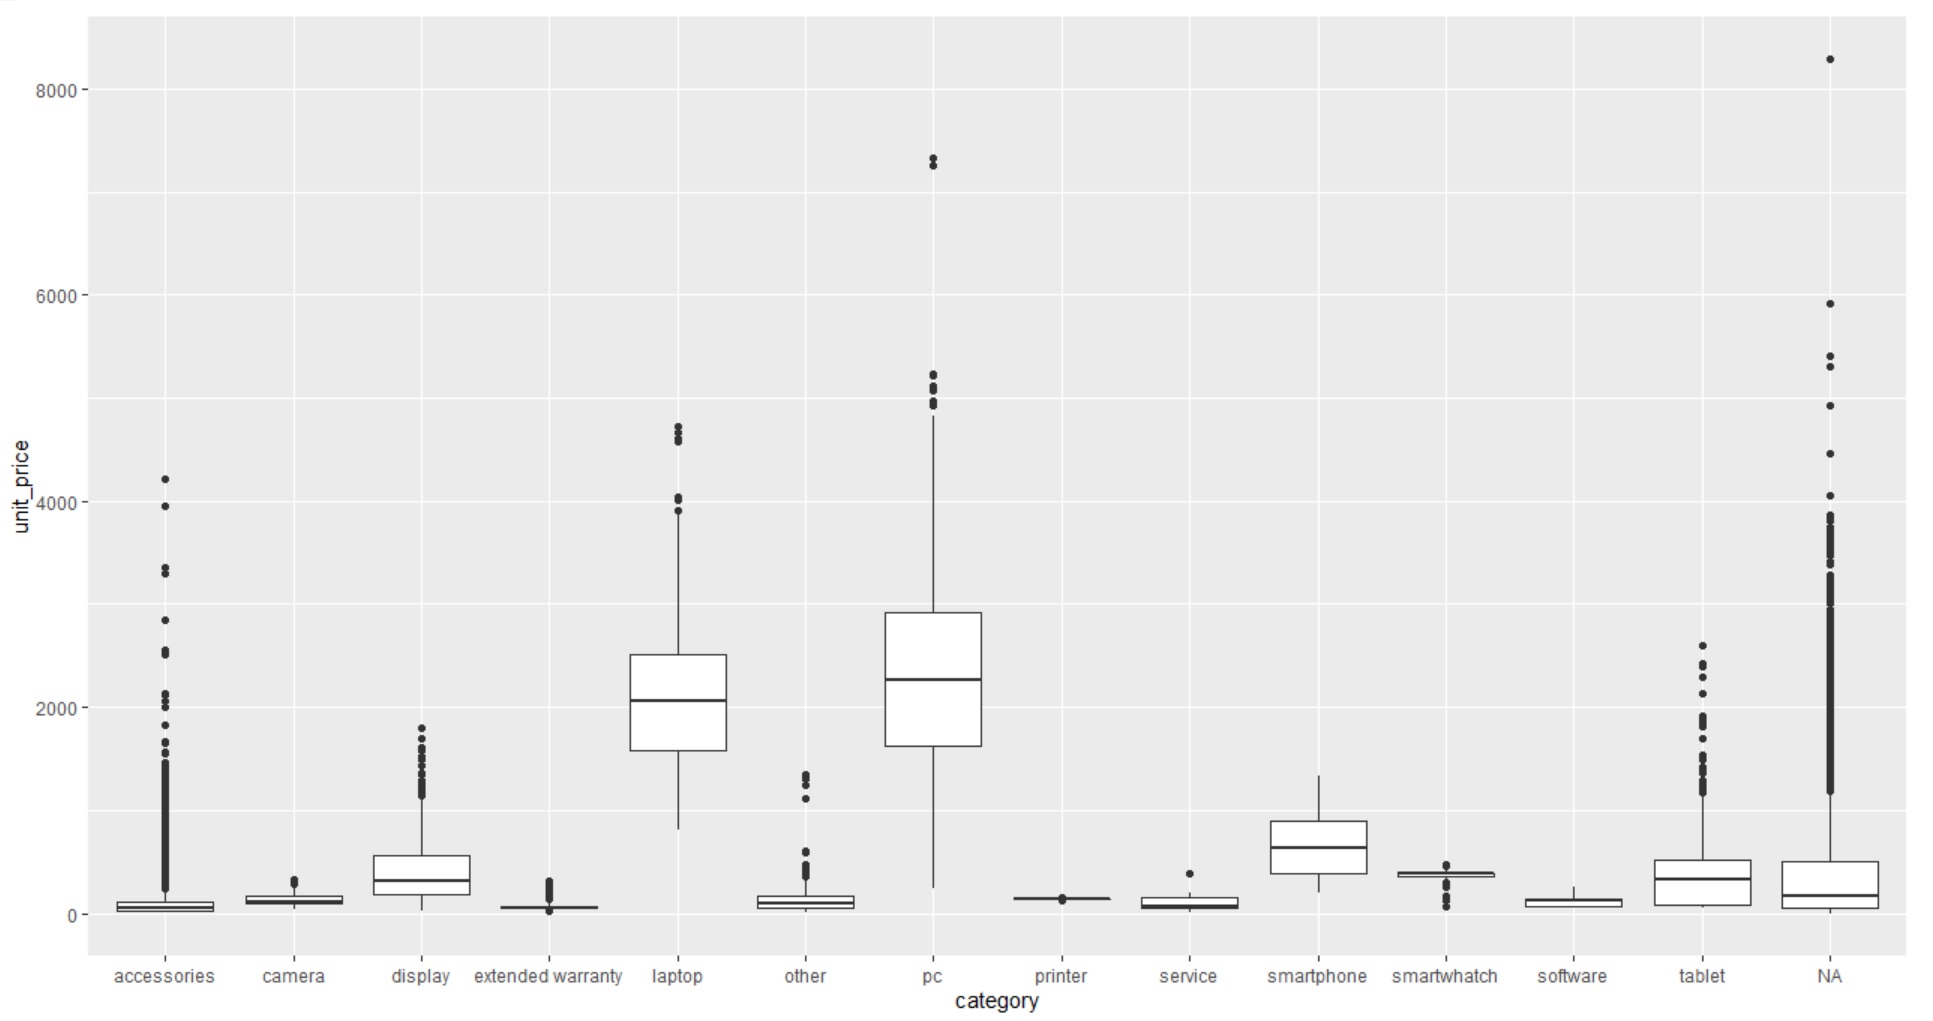 8000
6000
4000
2000
0
unit_price
accessories camera display extended warranty laptop other pc printer service smartphone smartwhatch software tablet NA
category